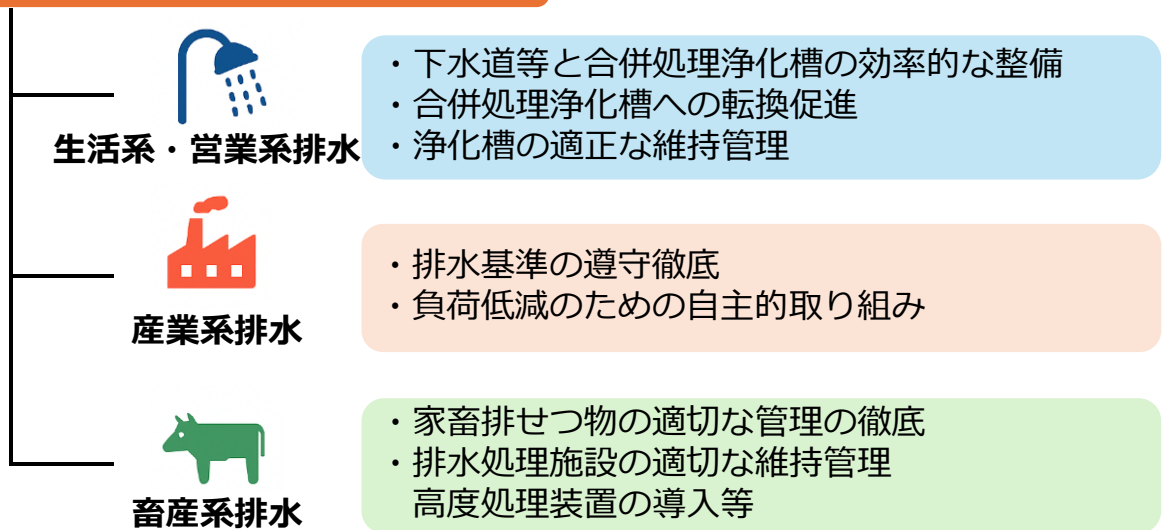 生活系・営業系排水
・下水道等と合併処理浄化槽の効率的な整備
・合併処理浄化槽への転換促進
・浄化槽の適正な維持管理
産業系排水
・排水基準の遵守徹底
・負荷低減のための自主的取り組み
畜産系排水
・家畜排せつ物の適切な管理の徹底
・排水処理施設の適切な維持管理
高度処理装置の導入等